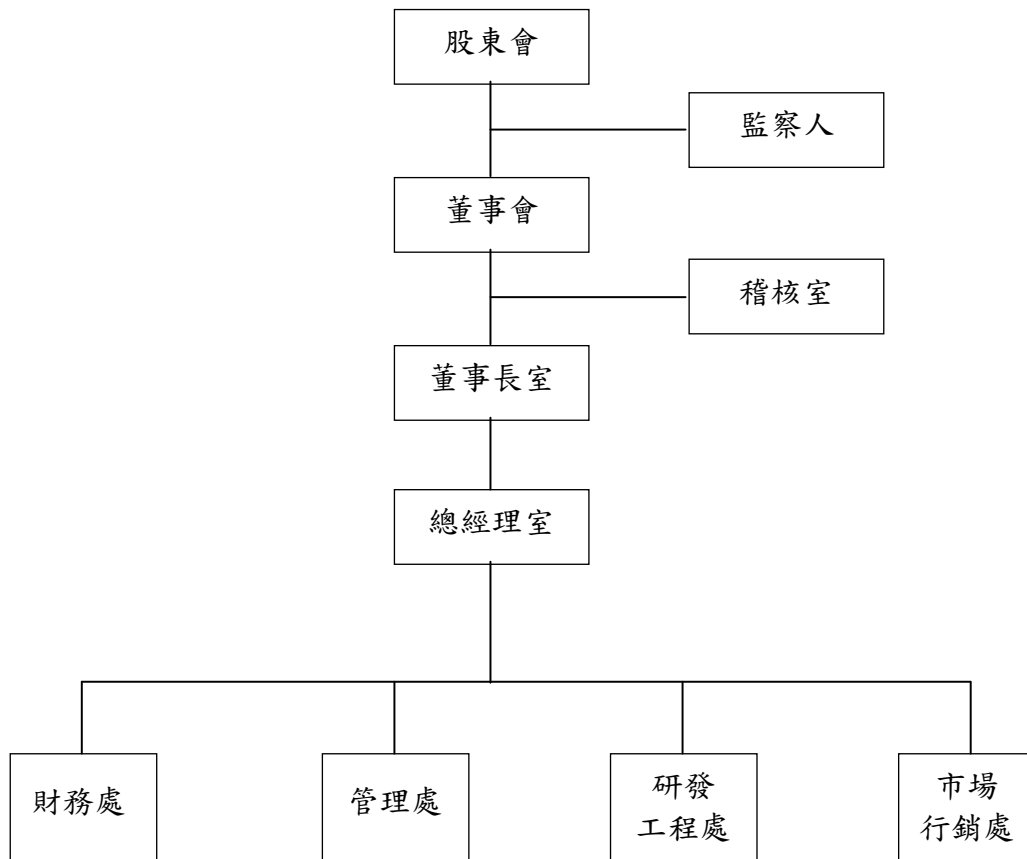 股東會
監察人
董事會
稽核室
董事長室
總經理室
財務處
管理處
研發
工程處
市場
行銷處